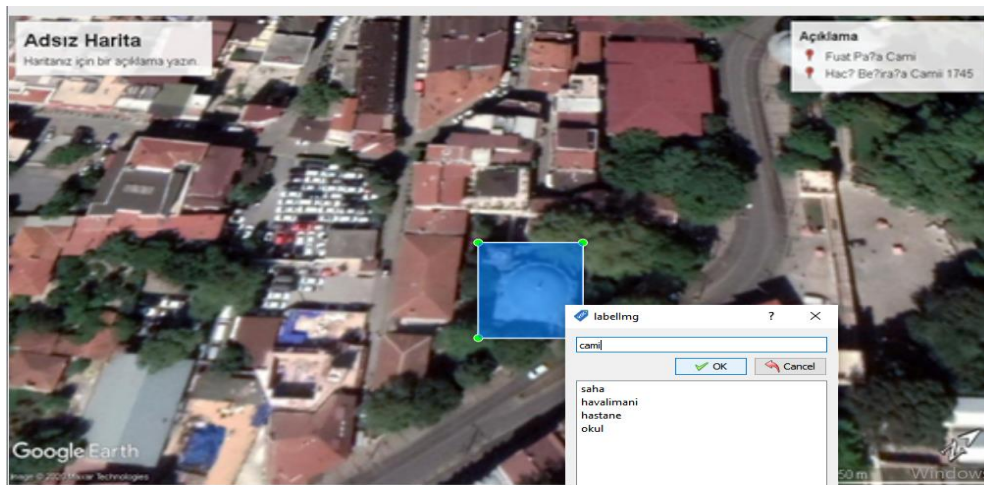 Adsız Harita
Haritanız için bir açıklama yazın.
Açıklama
Fuat Pa?a Cami
Hac? Be?ira?a Camii 1745
labelImg
? ×
cami
OK
Cancel
saha
havalimani
hastane
okul
Google Earth
Image © 2020 Maxar Technologies
50 m
Windows